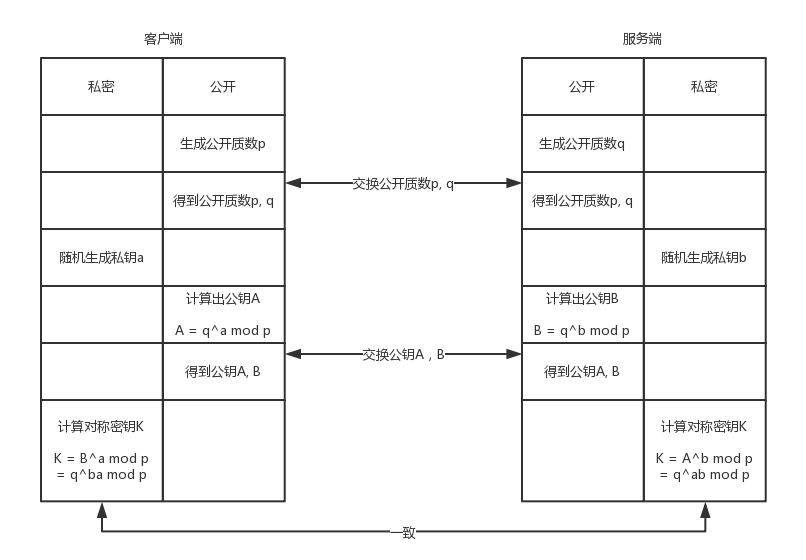 客户端
服务端
私密
公开
公开
私密
生成公开质数p
生成公开质数q
得到公开质数p, q
交换公开质数p, q
得到公开质数p, q
随机生成私钥a
随机生成私钥b
计算出公钥A
A = q^a mod p
计算出公钥B
B = q^b mod p
交换公钥A , B
得到公钥A, B
得到公钥A, B
计算对称密钥K
K = B^a mod p
= q^ba mod p
计算对称密钥K
K = A^b mod p
= q^ab mod p
一致